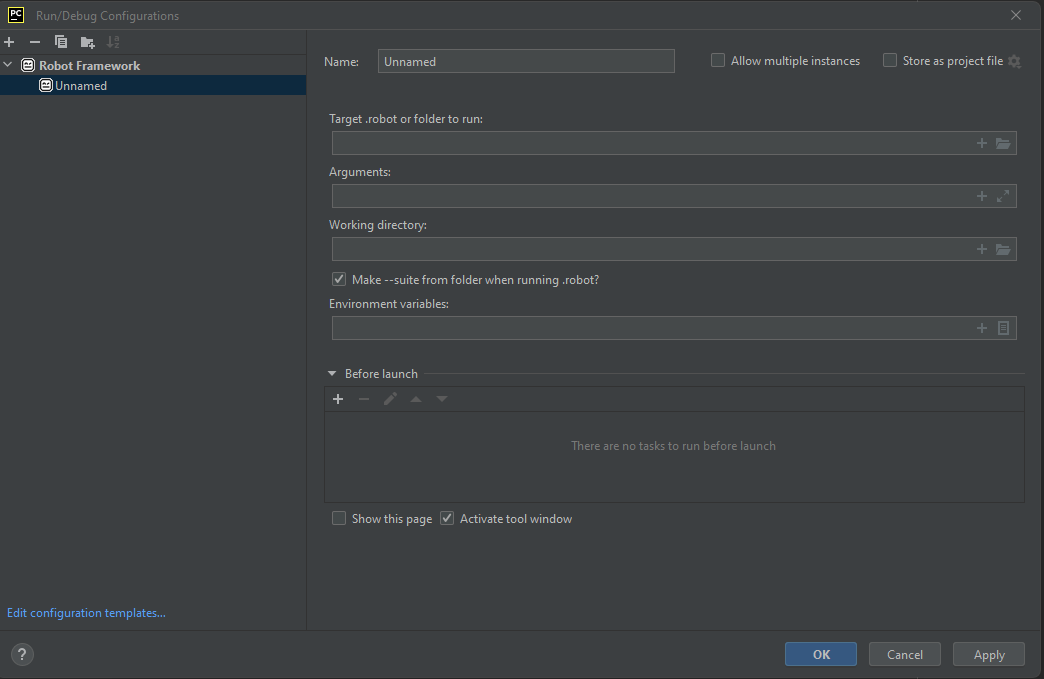 PC Run/Debug Configurations
Robot Framework
Unnamed
Name: Unnamed Allow multiple instances Store as project file
Target .robot or folder to run:
Arguments:
Working directory:
Make --suite from folder when running .robot?
Environment variables:
Before launch
There are no tasks to run before launch
Show this page Activate tool window
Edit configuration templates...
? OK Cancel Apply